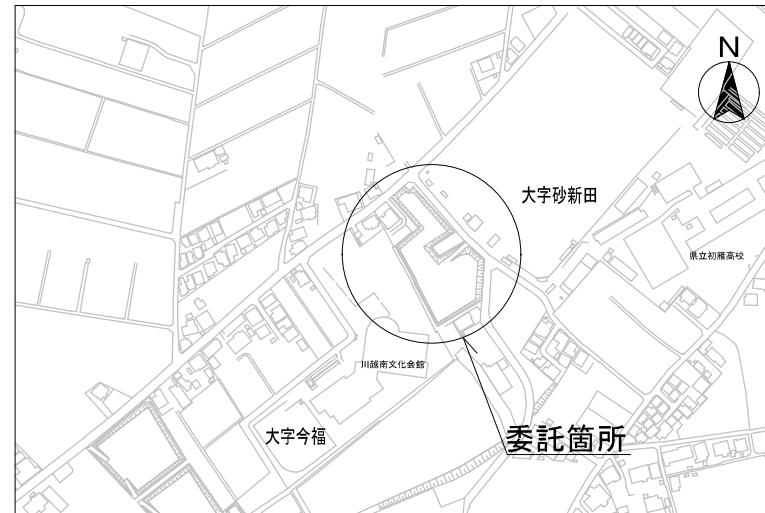 N
大字砂新田
県立初雁高校
川越南文化会館
大字今福
委託箇所